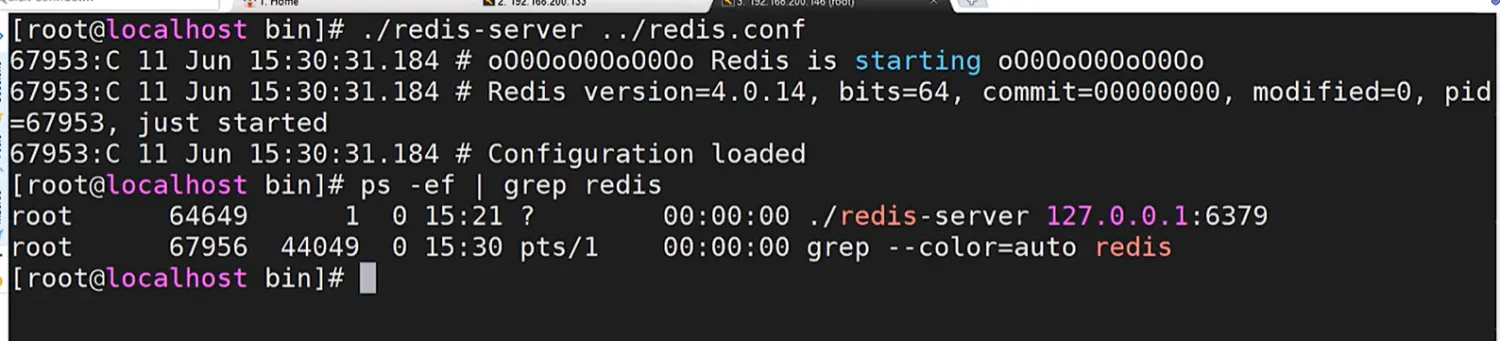 1. Home
2. 192.168.200.133
3. 192.168.200.146 (root)
[root@localhost bin]# ./redis-server ../redis.conf
67953:C 11 Jun 15:30:31.184 # oO0OoO0OoO0Oo Redis is starting oO0OoO0OoO0Oo
67953:C 11 Jun 15:30:31.184 # Redis version=4.0.14, bits=64, commit=00000000, modified=0, pid
=67953, just started
67953:C 11 Jun 15:30:31.184 # Configuration loaded
[root@localhost bin]# ps -ef | grep redis
root      64649      1  0 15:21 ?        00:00:00 ./redis-server 127.0.0.1:6379
root      67956  44049  0 15:30 pts/1    00:00:00 grep --color=auto redis
[root@localhost bin]#